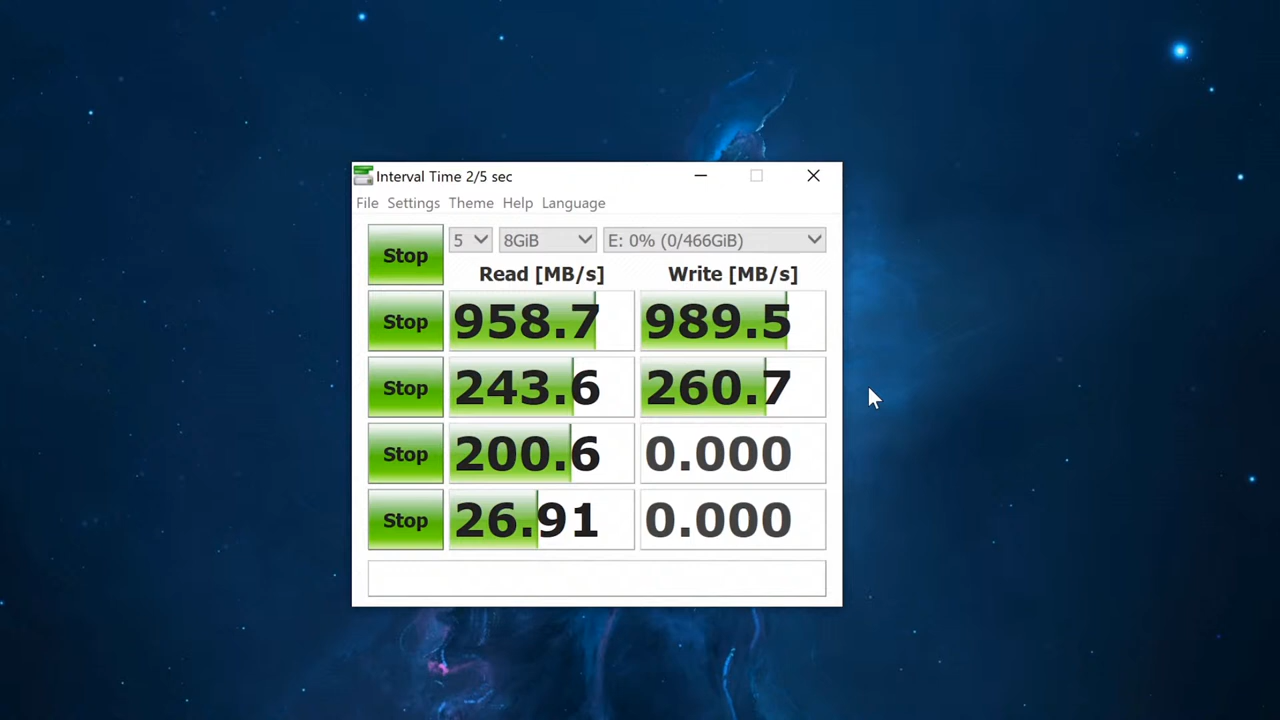 Interval Time 2/5 sec
File Settings Theme Help Language
Stop 5 8GiB E: 0% (0/466GiB)
Read [MB/s] Write [MB/s]
Stop 958.7 989.5
Stop 243.6 260.7
Stop 200.6 0.000
Stop 26.91 0.000